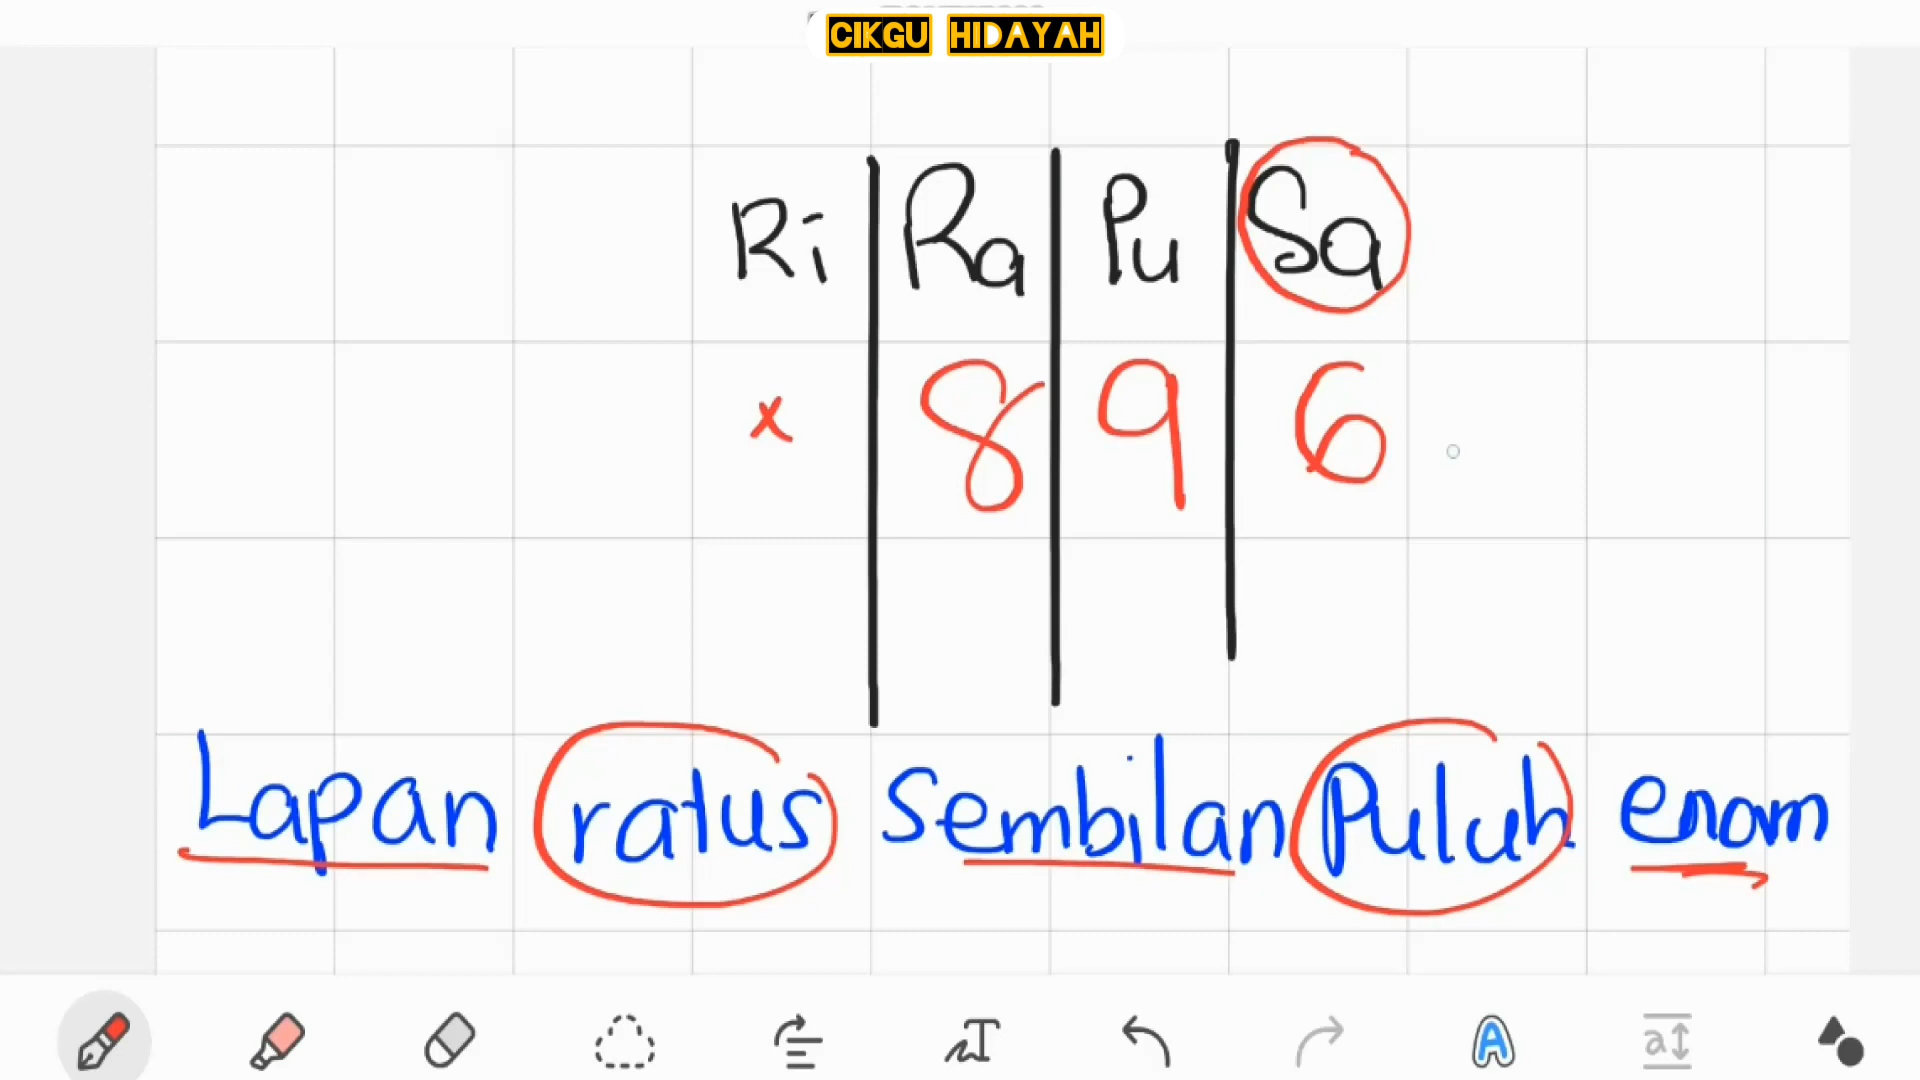 CIKGU HIDAYAH
Ri Ra Pu Sa
x 8 9 6
Lapan ratus Sembilan Puluh enam